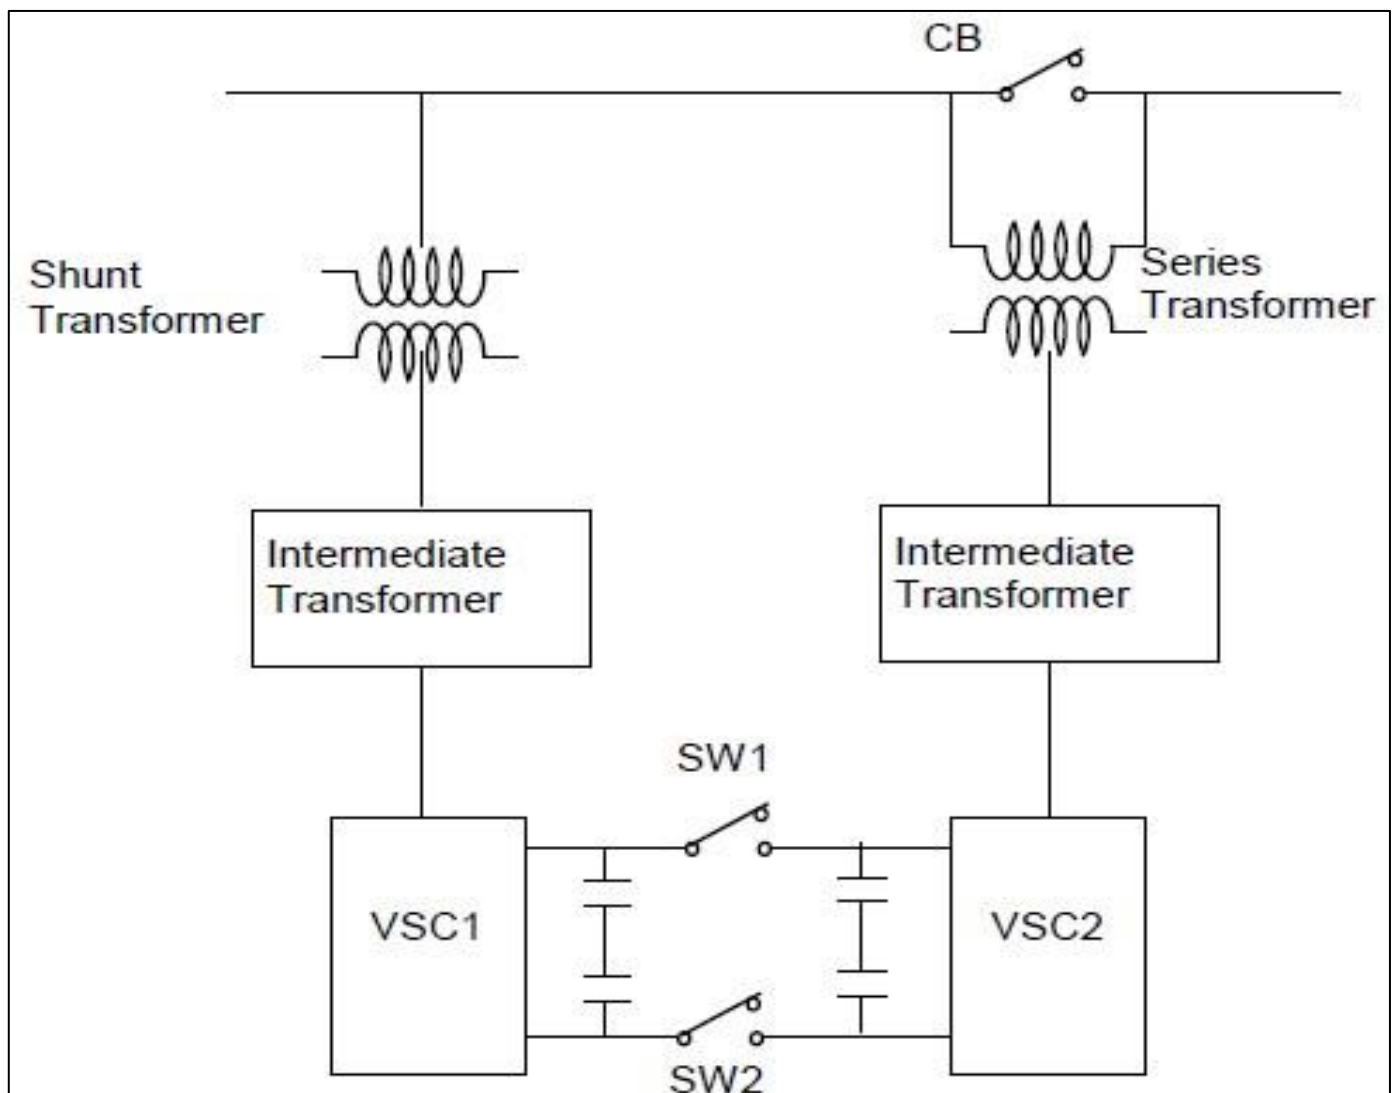 CB
Shunt
Transformer
Series
Transformer
Intermediate
Transformer
Intermediate
Transformer
SW1
VSC1
VSC2
SW2